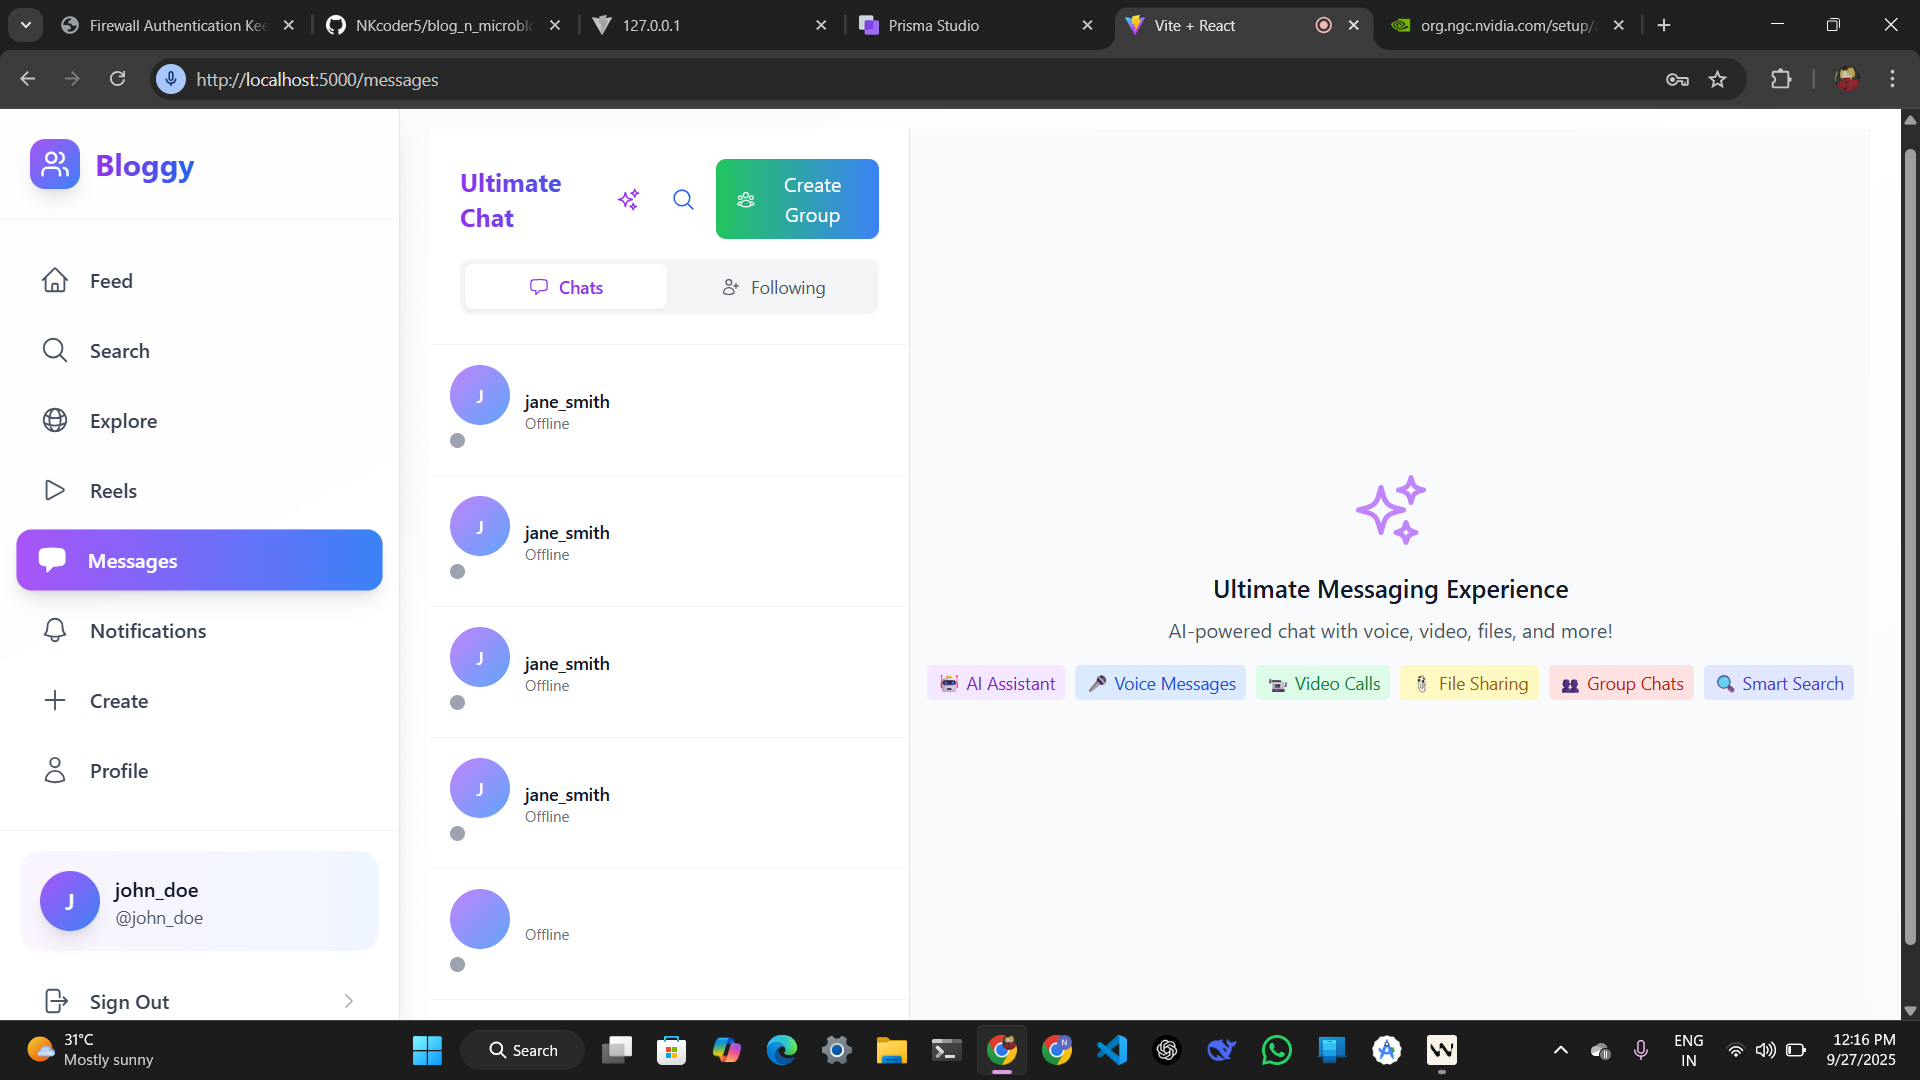 Firewall Authentication Kee
NKcoder5/blog_n_microblo
127.0.0.1
Prisma Studio
Vite + React
org.ngc.nvidia.com/setup/a
http://localhost:5000/messages
Bloggy
Feed
Search
Explore
Reels
Messages
Notifications
Create
Profile
J
john_doe
@john_doe
Sign Out
Ultimate
Chat
Create
Group
Chats
Following
J
jane_smith
Offline
J
jane_smith
Offline
J
jane_smith
Offline
J
jane_smith
Offline
Offline
Ultimate Messaging Experience
AI-powered chat with voice, video, files, and more!
AI Assistant
Voice Messages
Video Calls
File Sharing
Group Chats
Smart Search
31°C
Mostly sunny
Search
N
ENG
IN
12:16 PM
9/27/2025